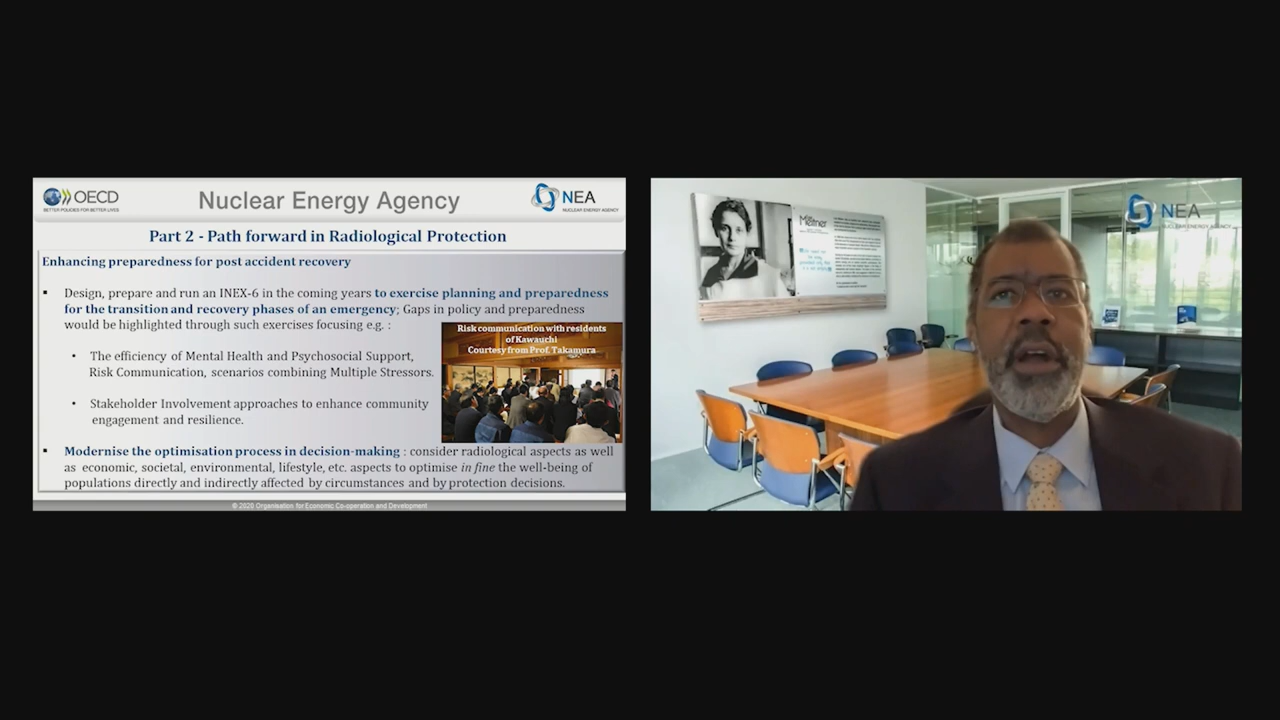 OECD
BETTER POLICIES FOR BETTER LIVES
Nuclear Energy Agency
NEA
NUCLEAR ENERGY AGENCY
Part 2 - Path forward in Radiological Protection
Enhancing preparedness for post accident recovery
▪ Design, prepare and run an INEX-6 in the coming years to exercise planning and preparedness
for the transition and recovery phases of an emergency; Gaps in policy and preparedness
would be highlighted through such exercises focusing e.g. :
Risk communication with residents
of Kawauchi
Courtesy from Prof. Takamura
• The efficiency of Mental Health and Psychosocial Support,
Risk Communication, scenarios combining Multiple Stressors.
• Stakeholder Involvement approaches to enhance community
engagement and resilience.
▪ Modernise the optimisation process in decision-making : consider radiological aspects as well
as economic, societal, environmental, lifestyle, etc. aspects to optimise in fine the well-being of
populations directly and indirectly affected by circumstances and by protection decisions.
© 2020 Organisation for Economic Co-operation and Development
Meitner
NEA
NUCLEAR ENERGY AGENCY